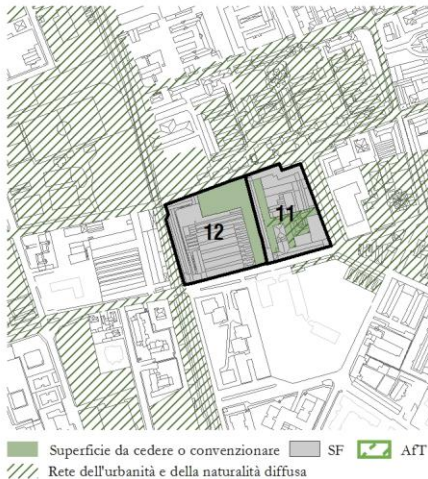 11
12
Superficie da cedere o convenzionare SF AfT
Rete dell'urbanità e della naturalità diffusa